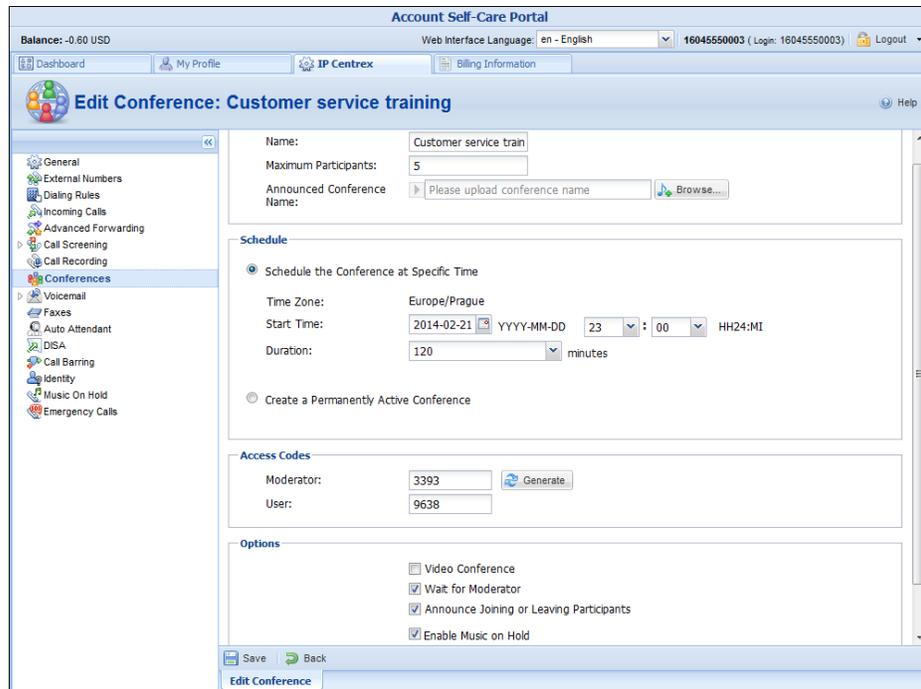 Account Self-Care Portal
Balance: -0.60 USD Web Interface Language: en - English 16045550003 ( Login: 16045550003) Logout
Dashboard My Profile IP Centrex Billing Information
Edit Conference: Customer service training Help
General
External Numbers
Dialing Rules
Incoming Calls
Advanced Forwarding
Call Screening
Call Recording
Conferences
Voicemail
Faxes
Auto Attendant
DISA
Call Barring
Identity
Music On Hold
Emergency Calls
Name: Customer service train
Maximum Participants: 5
Announced Conference Name: Please upload conference name Browse...
Schedule
Schedule the Conference at Specific Time
Time Zone: Europe/Prague
Start Time: 2014-02-21 YYYY-MM-DD 23 : 00 HH24:MI
Duration: 120 minutes
Create a Permanently Active Conference
Access Codes
Moderator: 3393 Generate
User: 9638
Options
Video Conference
Wait for Moderator
Announce Joining or Leaving Participants
Enable Music on Hold
Save Back
Edit Conference